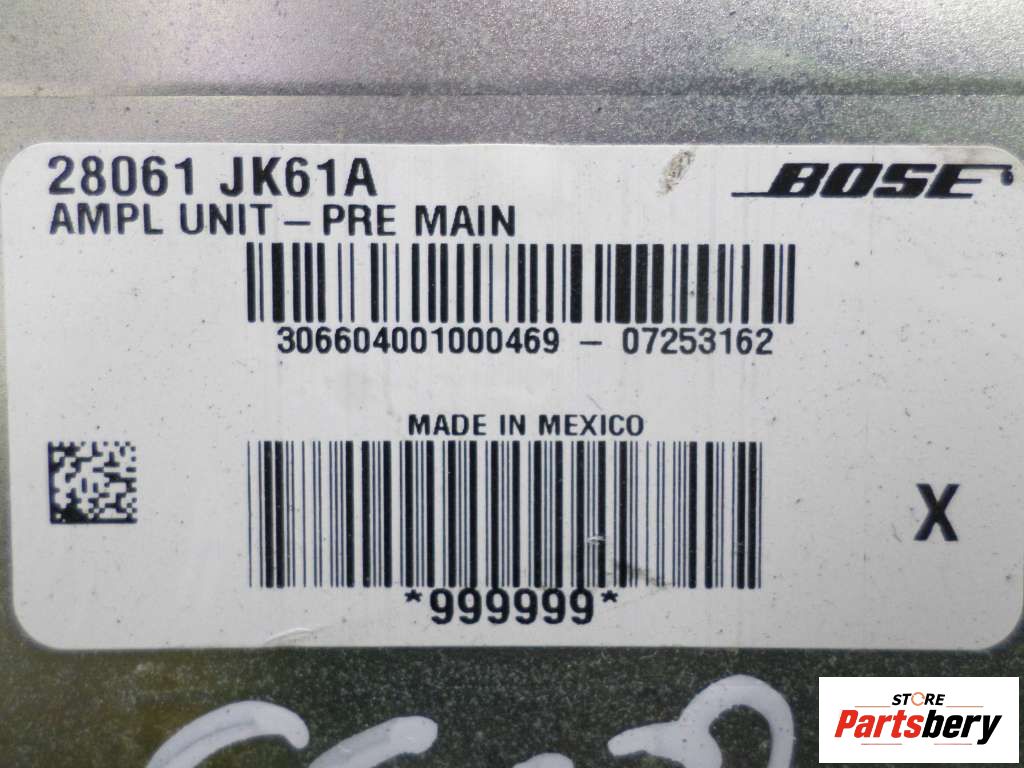 28061 JK61A
BOSE
AMPL UNIT – PRE MAIN
306604001000469 – 07253162
MADE IN MEXICO
X
*999999*
STORE
Partsbery